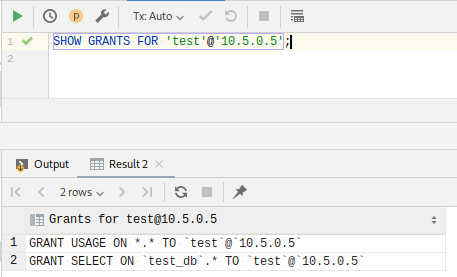 Tx: Auto
1 SHOW GRANTS FOR 'test'@'10.5.0.5';
2
Output Result 2
2 rows
Grants for test@10.5.0.5
1 GRANT USAGE ON *.* TO `test`@`10.5.0.5`
2 GRANT SELECT ON `test_db`.* TO `test`@`10.5.0.5`